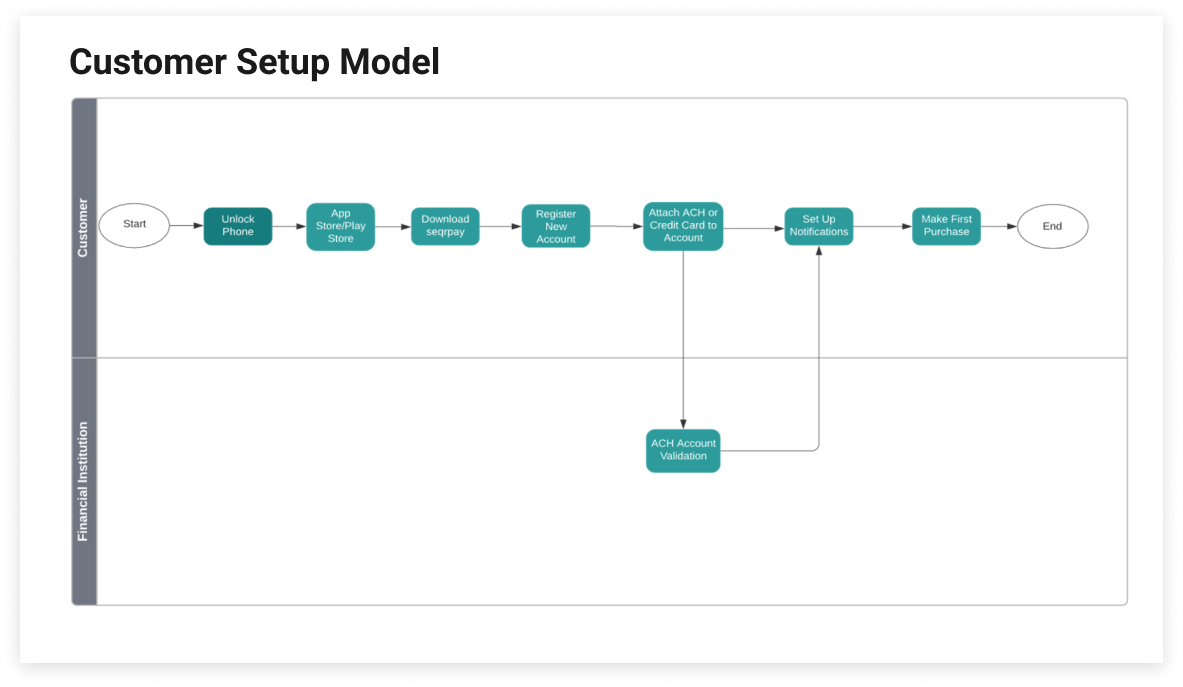 Customer Setup Model
Customer
Start
Unlock
Phone
App
Store/Play
Store
Download
seqrpay
Register
New
Account
Attach ACH or
Credit Card to
Account
Set Up
Notifications
Make First
Purchase
End
Financial Institution
ACH Account
Validation